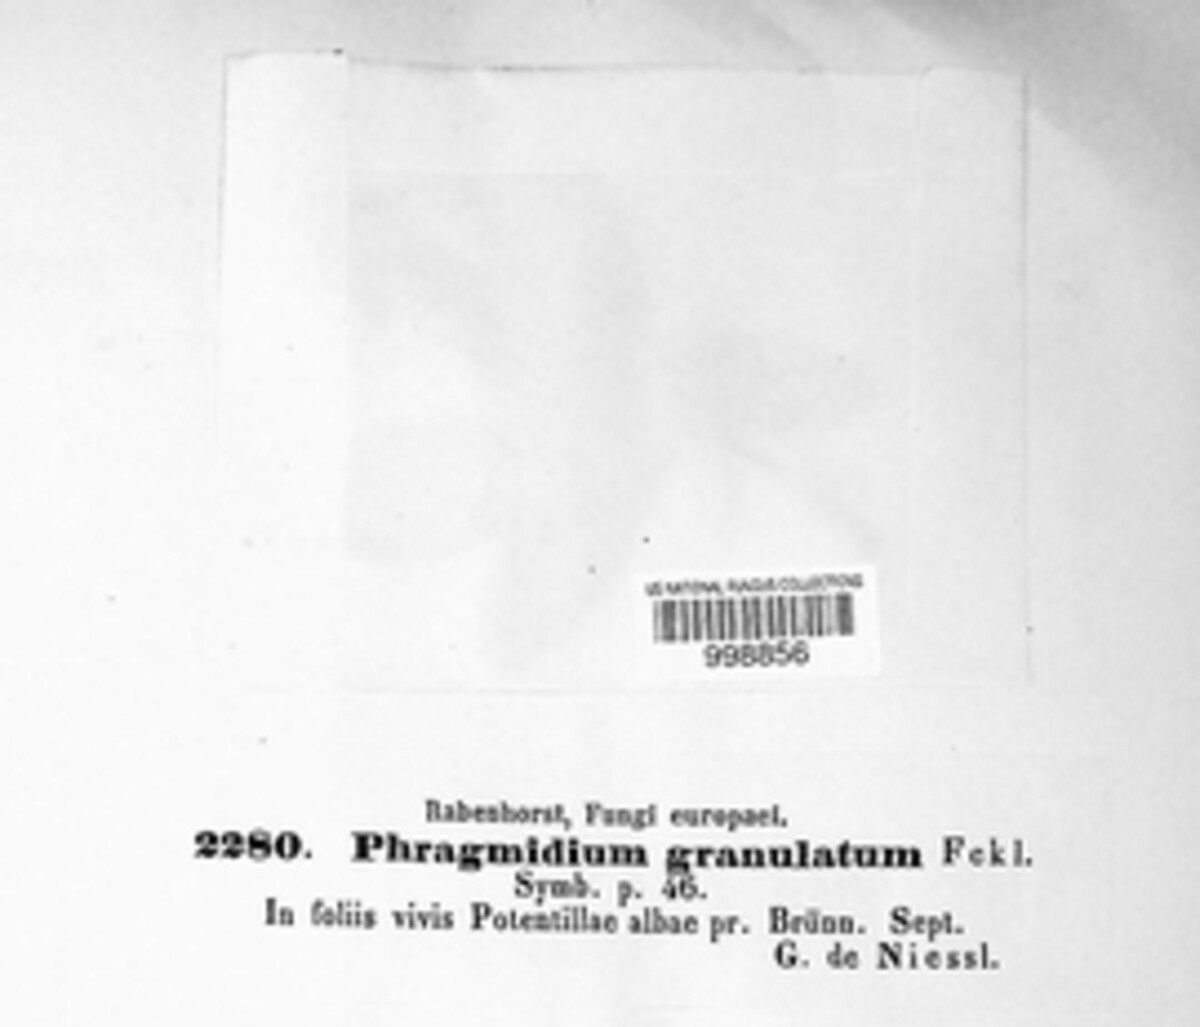 US NATIONAL FUNGUS COLLECTIONS
998856
Rabenhorst, Fungi europaei.
2280. Phragmidium granulatum Fckl.
Symb. p. 46.
In foliis vivis Potentillae albae pr. Brünn. Sept.
G. de Niessl.